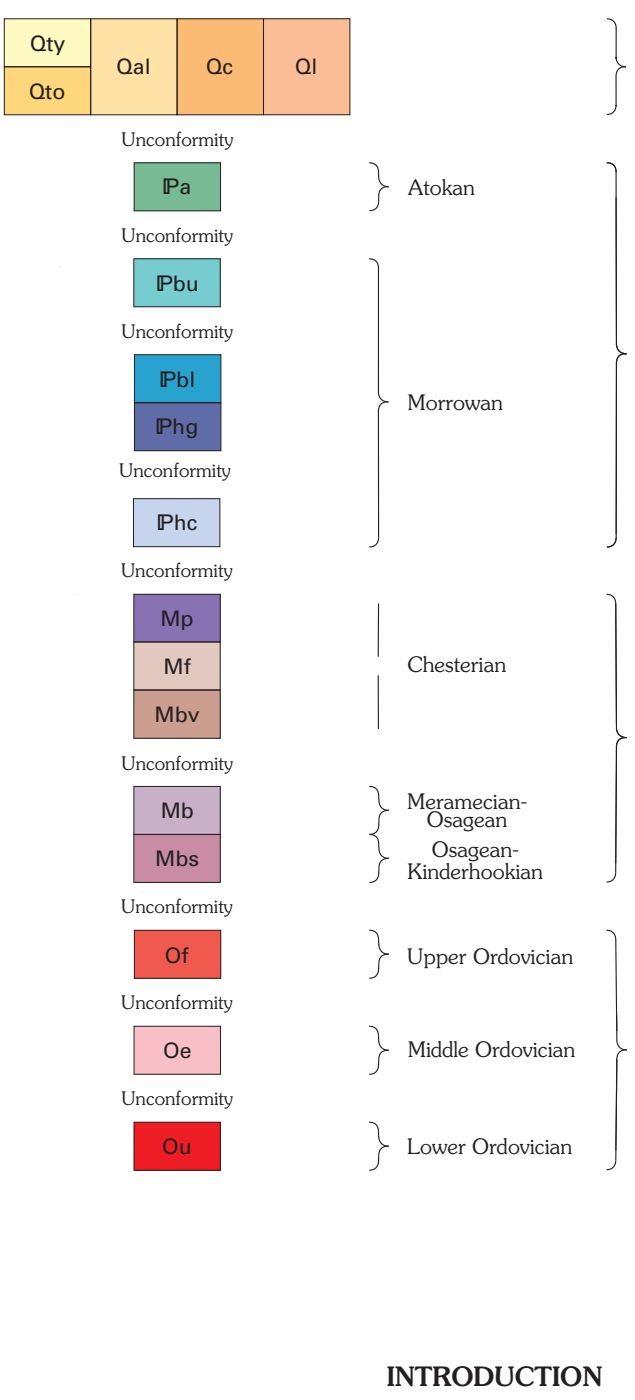 Qty
Qto
Qal
Qc
Ql
Unconformity
ℙa
Atokan
Unconformity
ℙbu
Unconformity
ℙbl
ℙhg
Morrowan
Unconformity
ℙhc
Unconformity
Mp
Mf
Mbv
Chesterian
Unconformity
Mb
Meramecian-
Osagean
Mbs
Osagean-
Kinderhookian
Unconformity
Of
Upper Ordovician
Unconformity
Oe
Middle Ordovician
Unconformity
Ou
Lower Ordovician
INTRODUCTION